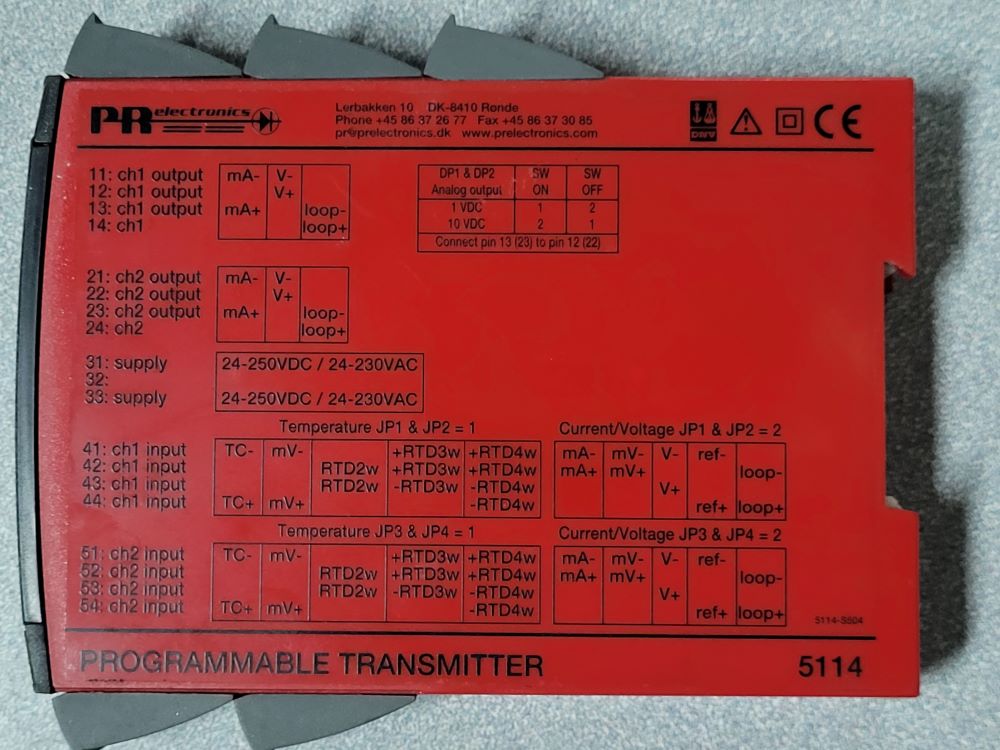 PR electronics
Lerbakken 10 DK-8410 Rønde
Phone +45 86 37 26 77 Fax +45 86 37 30 85
pr@prelectronics.dk www.prelectronics.com
DNV
CE
11: ch1 output mA- V-
12: ch1 output V+
13: ch1 output mA+ loop-
14: ch1 loop+
DP1 & DP2 SW SW
Analog output ON OFF
1 VDC 1 2
10 VDC 2 1
Connect pin 13 (23) to pin 12 (22)
21: ch2 output mA- V-
22: ch2 output V+
23: ch2 output mA+ loop-
24: ch2 loop+
31: supply 24-250VDC / 24-230VAC
32:
33: supply 24-250VDC / 24-230VAC
Temperature JP1 & JP2 = 1 Current/Voltage JP1 & JP2 = 2
41: ch1 input TC- mV- +RTD3w +RTD4w mA- mV- V- ref-
42: ch1 input RTD2w +RTD3w +RTD4w mA+ mV+ loop-
43: ch1 input RTD2w -RTD3w -RTD4w V+
44: ch1 input TC+ mV+ -RTD4w ref+ loop+
Temperature JP3 & JP4 = 1 Current/Voltage JP3 & JP4 = 2
51: ch2 input TC- mV- +RTD3w +RTD4w mA- mV- V- ref-
52: ch2 input RTD2w +RTD3w +RTD4w mA+ mV+ loop-
53: ch2 input RTD2w -RTD3w -RTD4w V+
54: ch2 input TC+ mV+ -RTD4w ref+ loop+
5114-S504
PROGRAMMABLE TRANSMITTER 5114